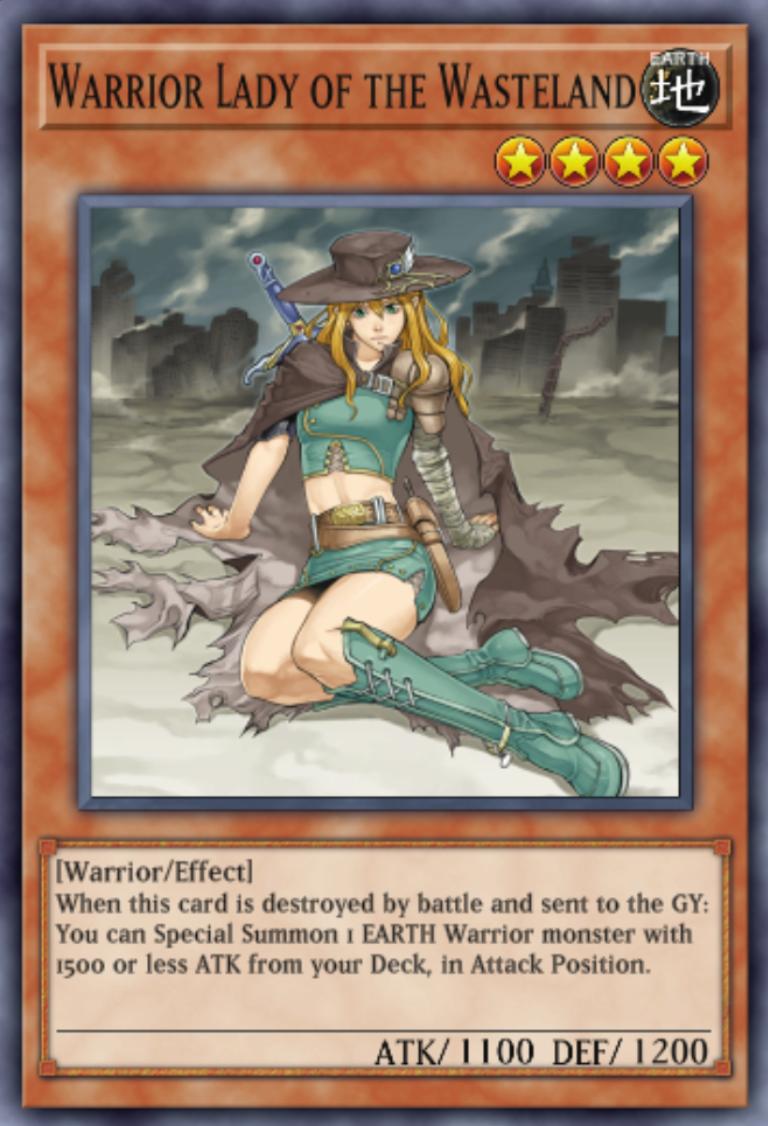 WARRIOR LADY OF THE WASTELAND
EARTH
地
[Warrior/Effect]
When this card is destroyed by battle and sent to the GY:
You can Special Summon 1 EARTH Warrior monster with
1500 or less ATK from your Deck, in Attack Position.
ATK/ 1100 DEF/ 1200